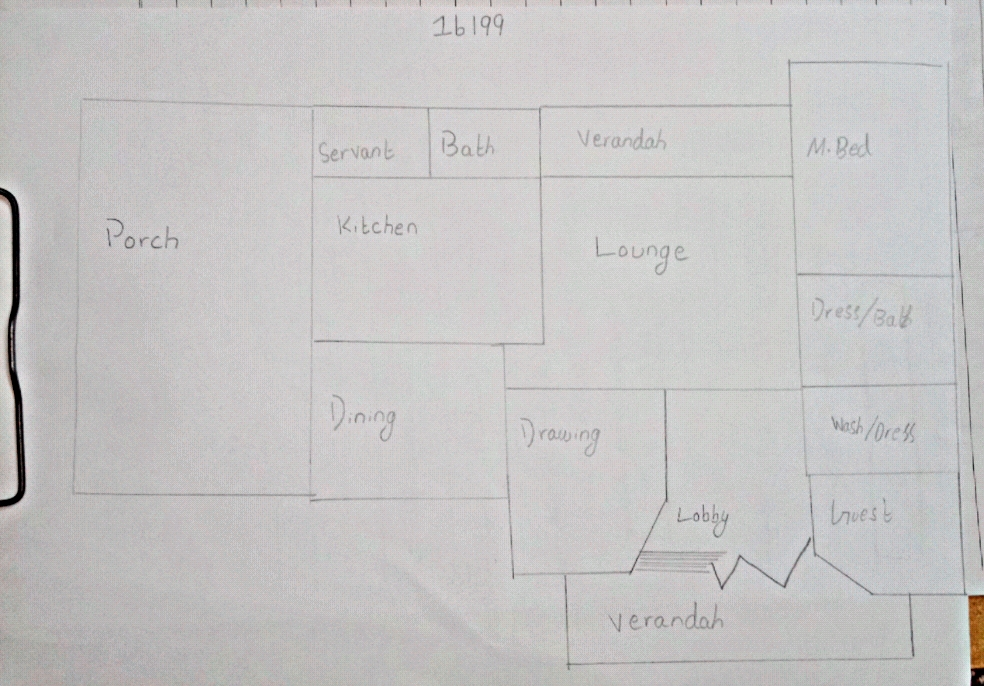 16199
Servant
Bath
Verandah
M.Bed
Porch
Kitchen
Lounge
Dress/Bath
Dining
Drawing
Wash/Dress
Lobby
Guest
Verandah